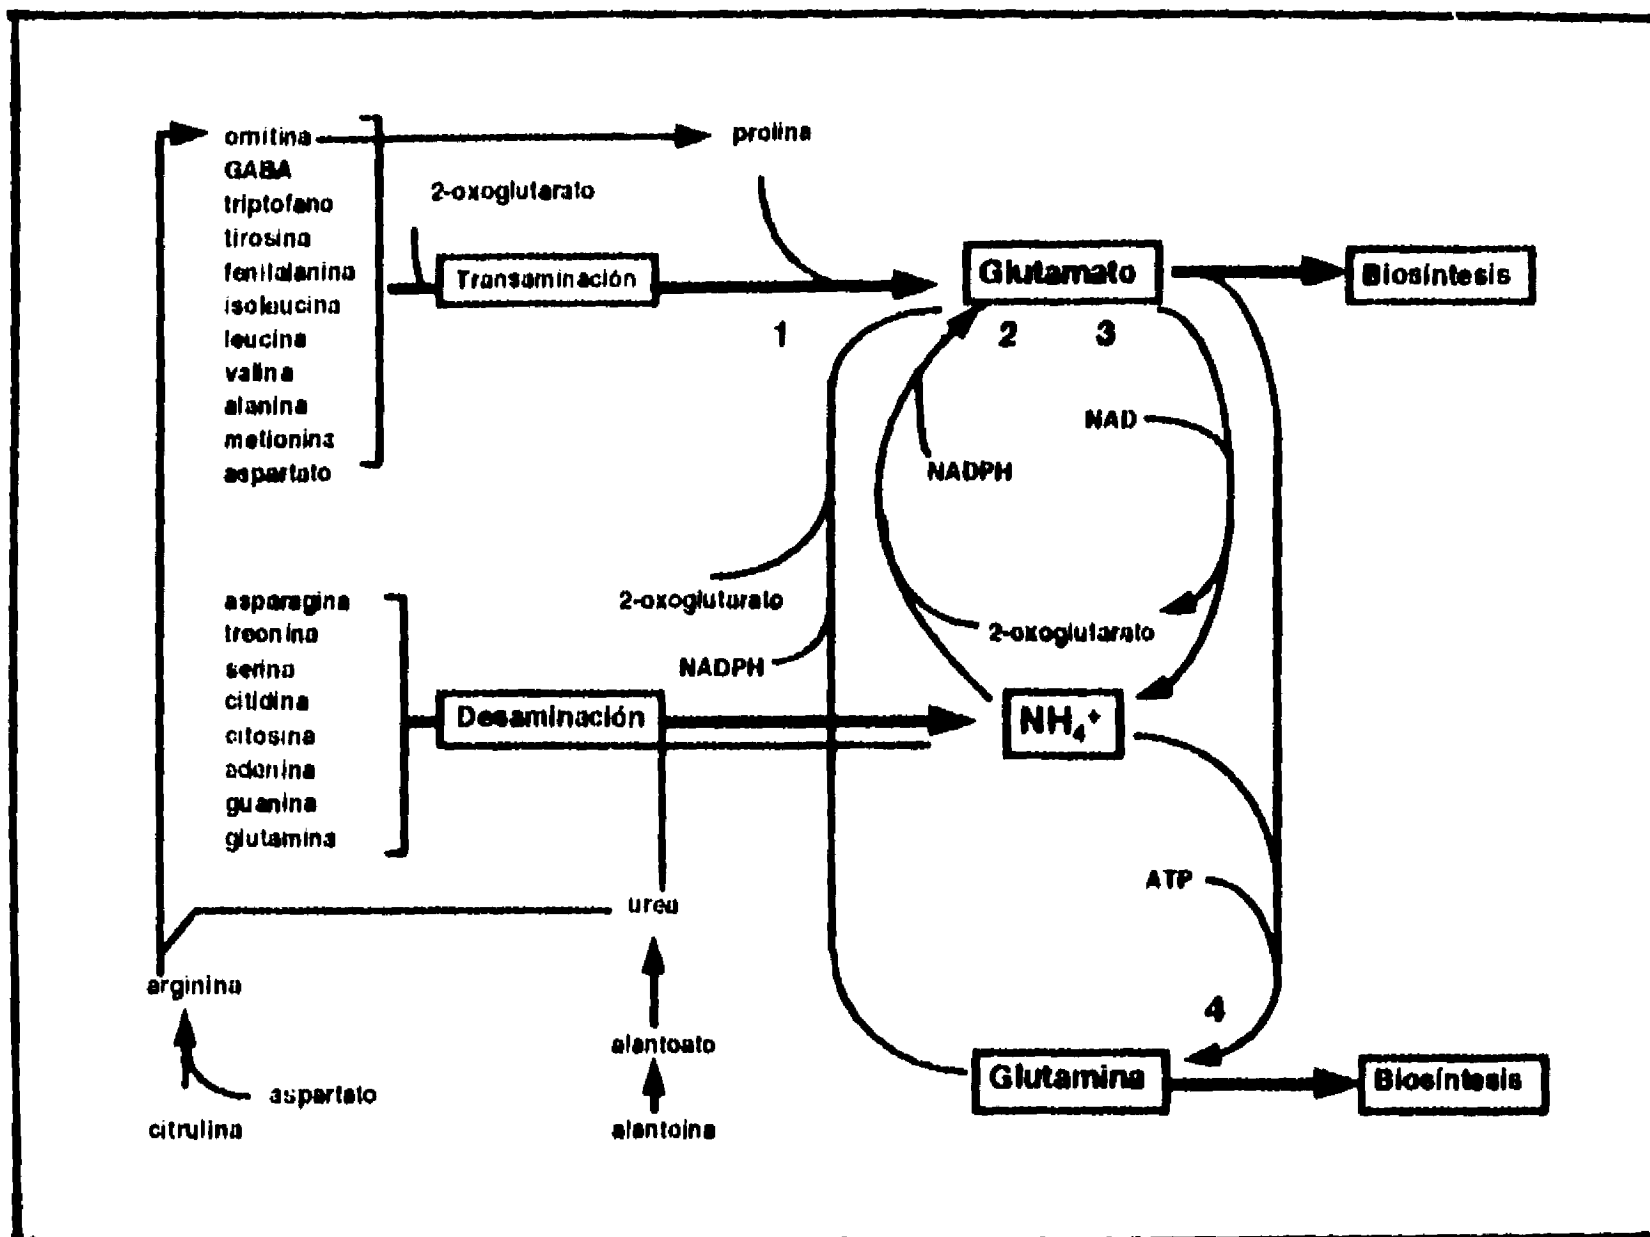 ornitina
GABA
triptofano
tirosina
fenilalanina
isoleucina
leucina
valina
alanina
metionina
aspartato
2-oxoglutarato
Transaminación
prolina
1
Glutamato
2
3
Biosíntesis
NAD
NADPH
2-oxoglutarato
NADPH
2-oxoglutarato
asparagina
treonina
serina
citidina
citosina
adenina
guanina
glutamina
Desaminación
NH₄⁺
ATP
urea
alantoato
alantoina
arginina
aspartato
citrulina
4
Glutamina
Biosíntesis